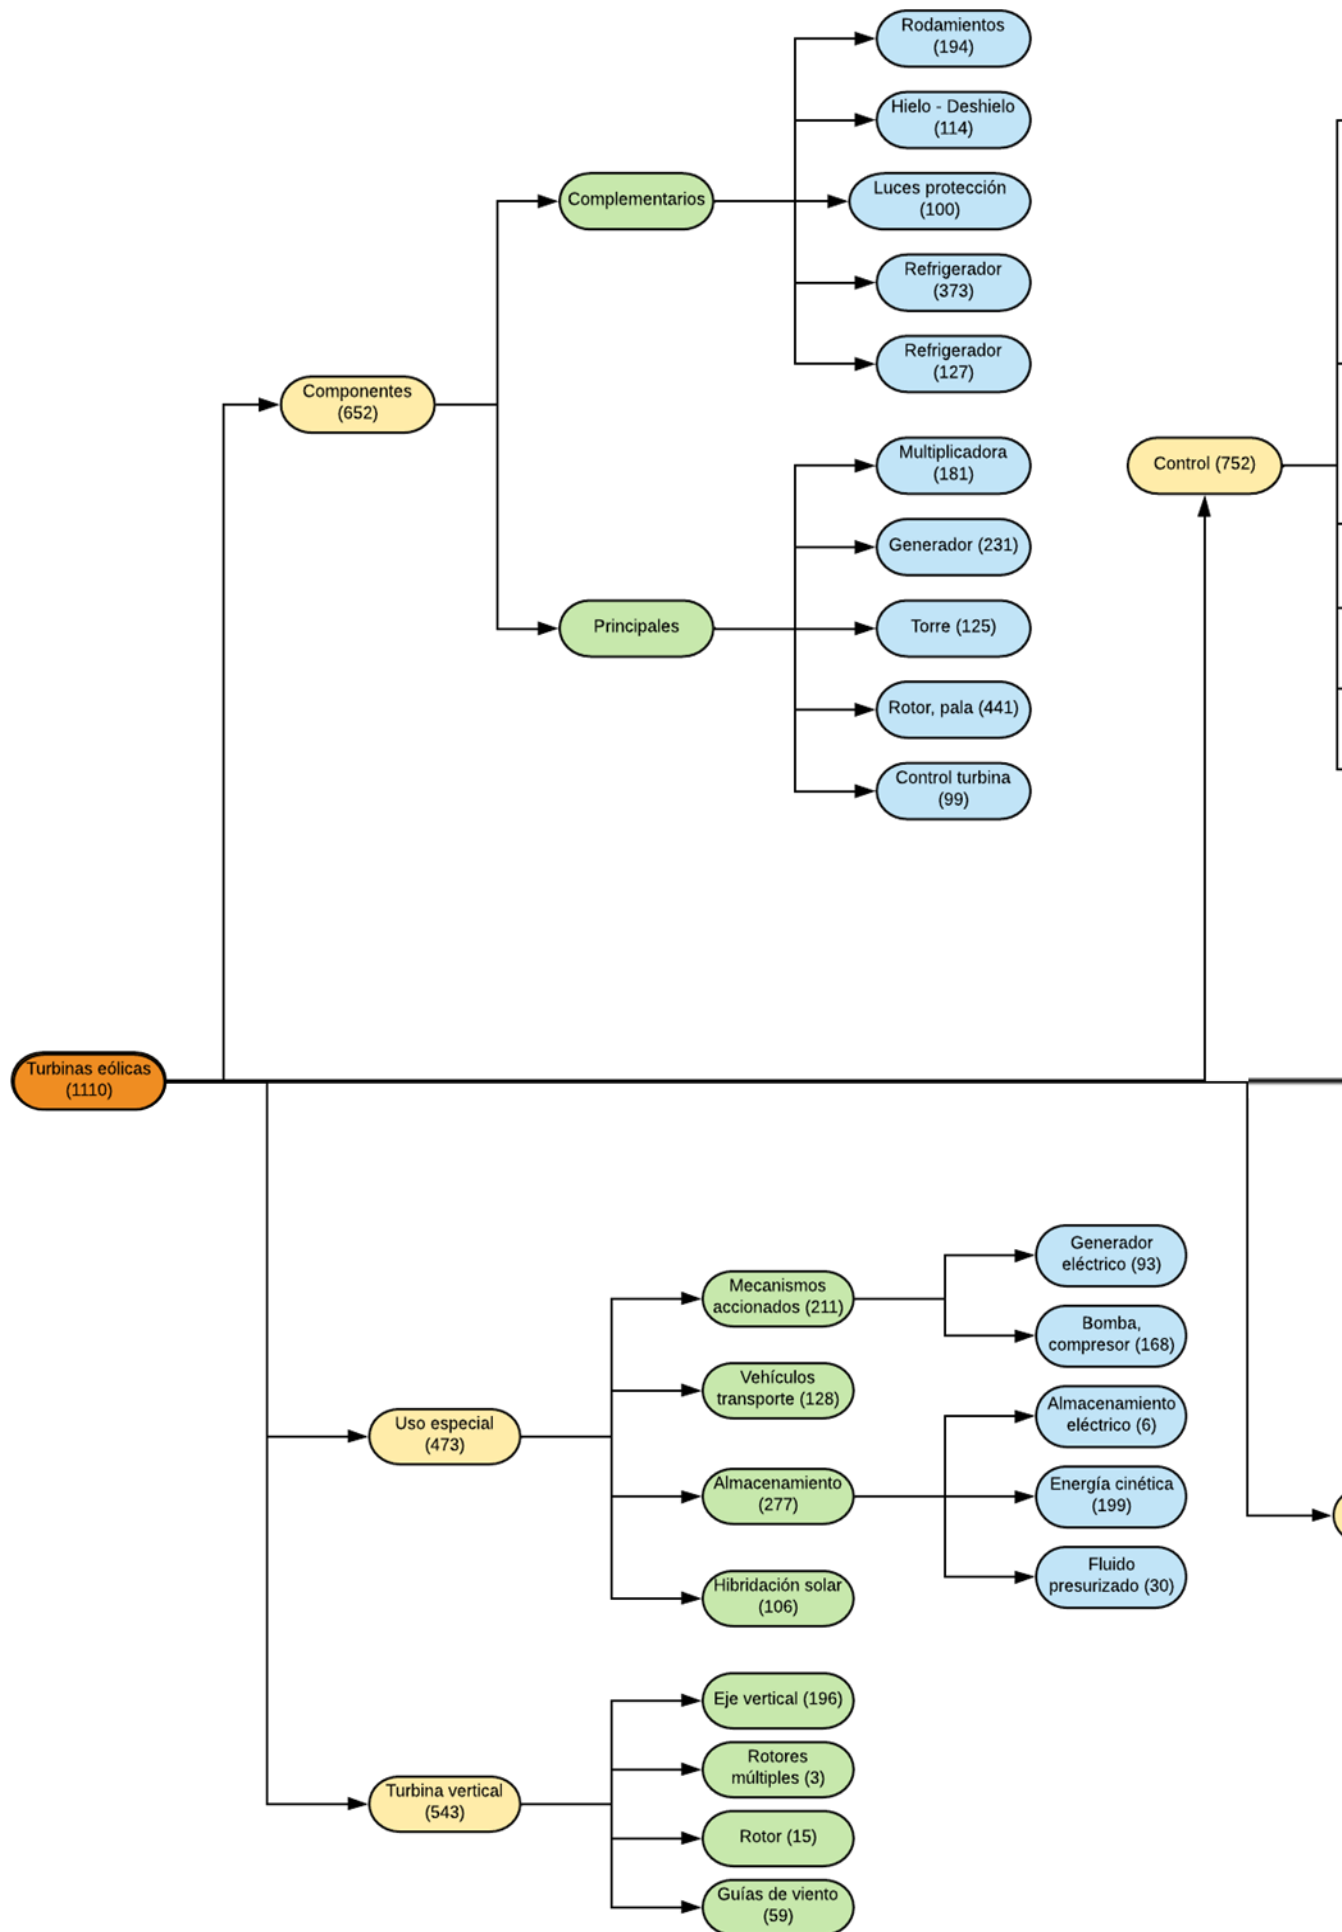 Rodamientos
(194)
Hielo - Deshielo
(114)
Luces protección
(100)
Refrigerador
(373)
Refrigerador
(127)
Complementarios
Componentes
(652)
Multiplicadora
(181)
Generador (231)
Torre (125)
Rotor, pala (441)
Control turbina
(99)
Principales
Control (752)
Turbinas eólicas
(1110)
Generador
eléctrico (93)
Bomba,
compresor (168)
Mecanismos
accionados (211)
Vehículos
transporte (128)
Almacenamiento
eléctrico (6)
Uso especial
(473)
Almacenamiento
(277)
Energía cinética
(199)
Fluido
presurizado (30)
Hibridación solar
(106)
Eje vertical (196)
Rotores
múltiples (3)
Turbina vertical
(543)
Rotor (15)
Guías de viento
(59)